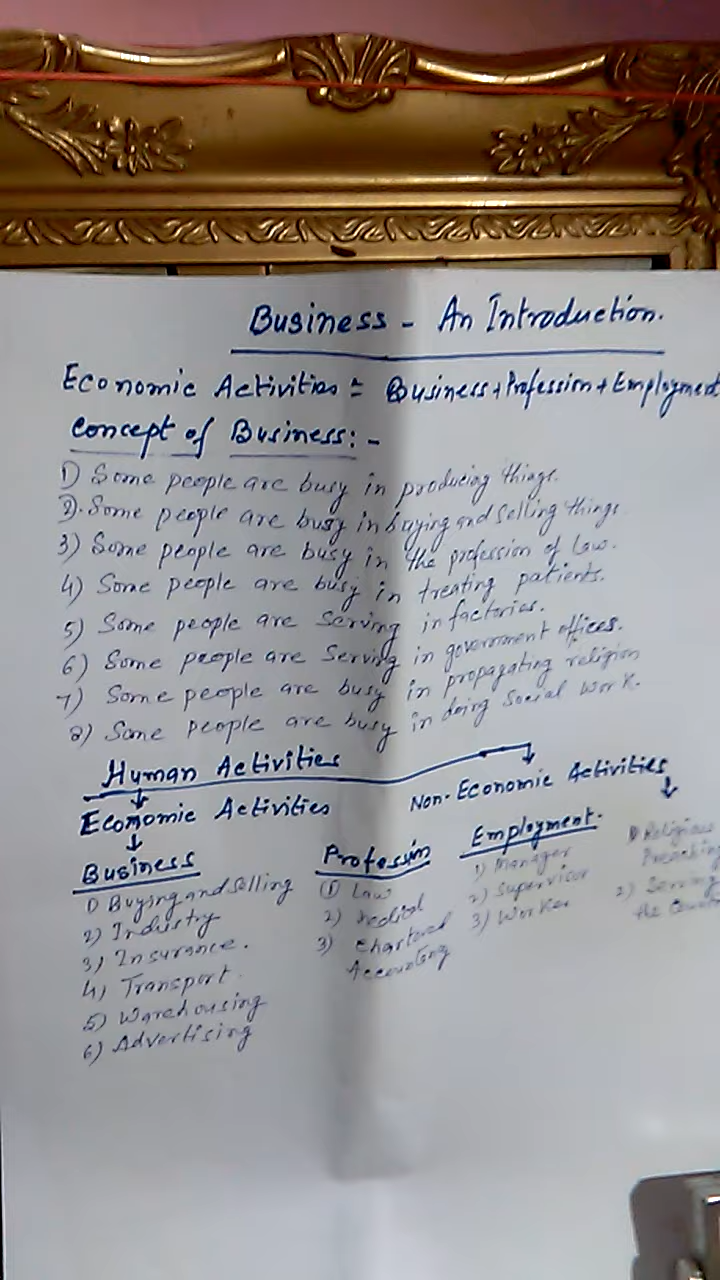 Business - An Introduction.
Economic Activities = Business + Profession + Employment
Concept of Business: -
1) Some people are busy in producing things.
2). Some people are busy in buying and selling things
3) Some people are busy in the profession of law.
4) Some people are busy in treating patients.
5) Some people are serving in factories.
6) Some people are serving in government offices.
7) Some people are busy in propagating religion
8) Some people are busy in doing social work.
Human Activities
Economic Activities
Non-Economic Activities
Business
1) Buying and selling
2) Industry
3) Insurance.
4) Transport.
5) Warehousing
6) Advertising
Profession
1) Law
2) Medical
3) Chartered
Accounting
Employment.
1) Manager
2) Supervisor
3) Worker
1) Religious
Preaching
2) Serving
the